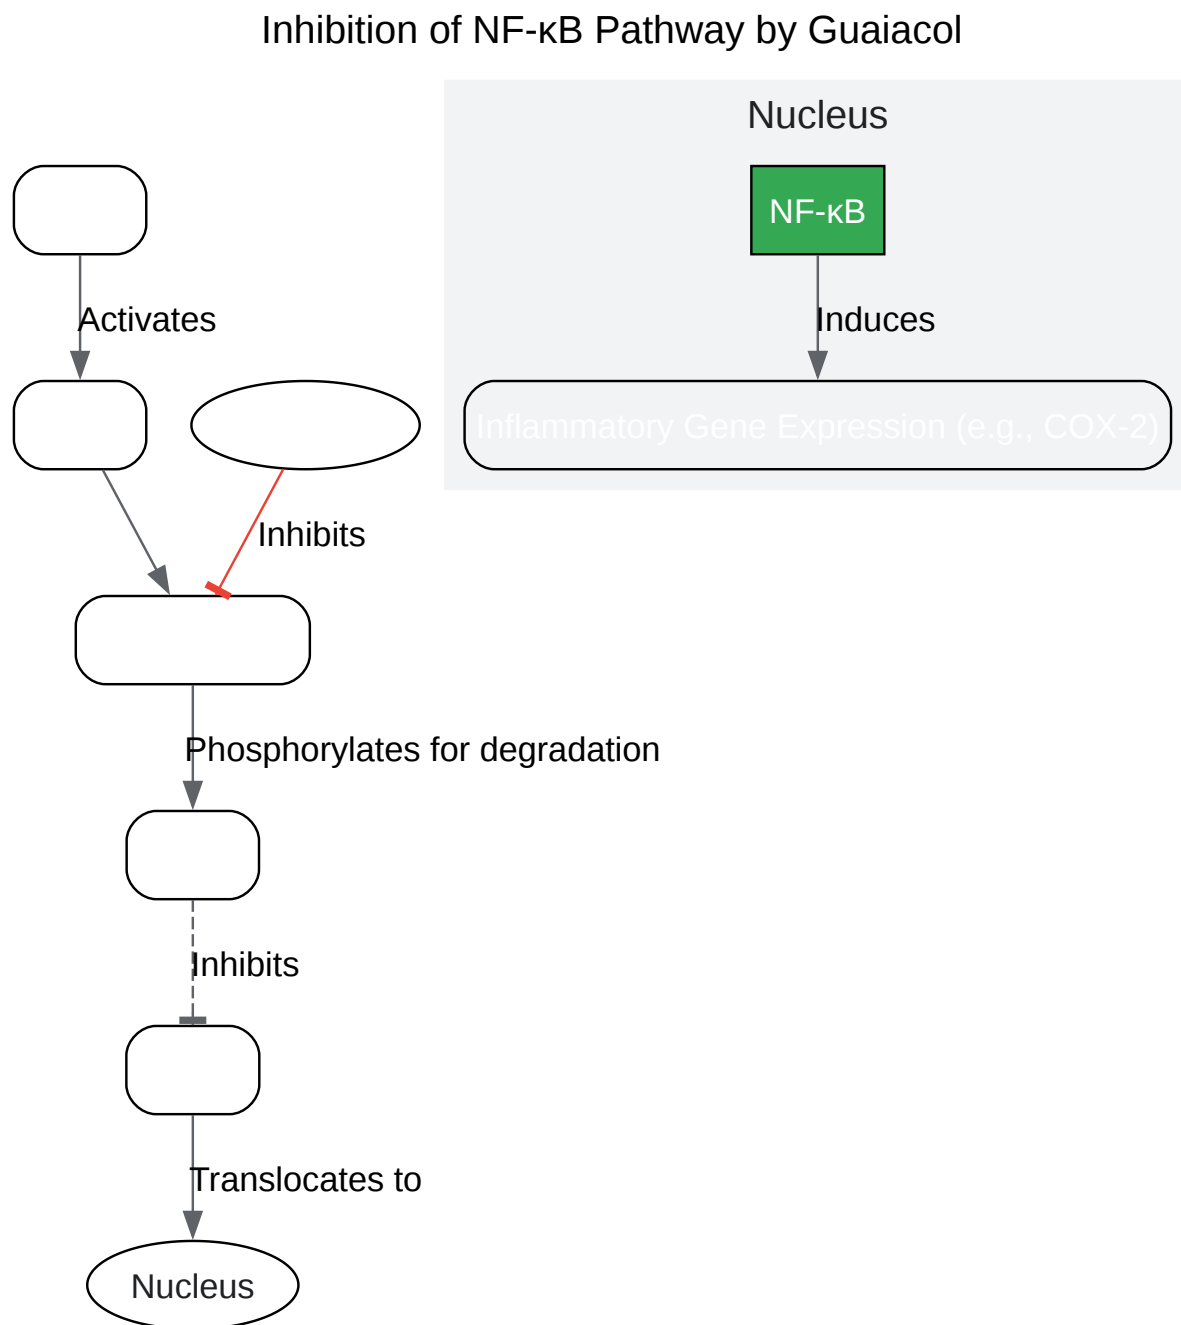 Inhibition of NF-κB Pathway by Guaiacol
Nucleus
NF-κB
Activates
Induces
Inflammatory Gene Expression (e.g., COX-2)
Inhibits
Phosphorylates for degradation
Inhibits
Translocates to
Nucleus